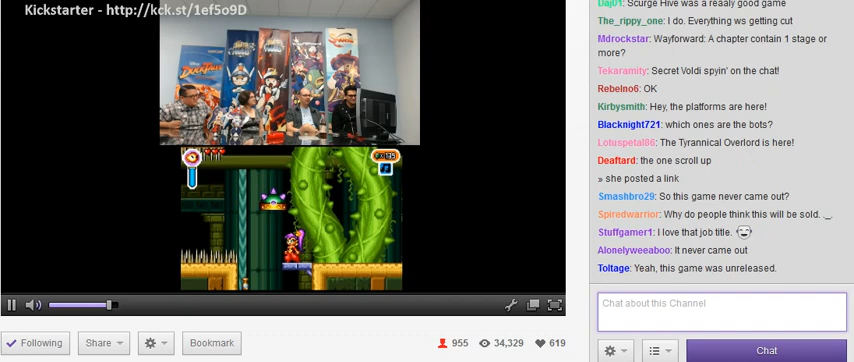 Kickstarter - http://kck.st/1ef5o9D
DUCKTALES
Following
Share
Bookmark
955
34,329
619
Daj01: Scurge Hive was a reaaly good game
The_rippy_one: I do. Everything ws getting cut
Mdrockstar: Wayforward: A chapter contain 1 stage or
more?
Tekaramity: Secret Voldi spyin' on the chat!
Rebelno6: OK
Kirbysmith: Hey, the platforms are here!
Blacknight721: which ones are the bots?
Lotuspetal86: The Tyrannical Overlord is here!
Deaftard: the one scroll up
» she posted a link
Smashbro29: So this game never came out?
Spiredwarrior: Why do people think this will be sold. ._.
Stuffgamer1: I love that job title.
Alonelyweeaboo: It never came out
Toltage: Yeah, this game was unreleased.
Chat about this Channel
Chat